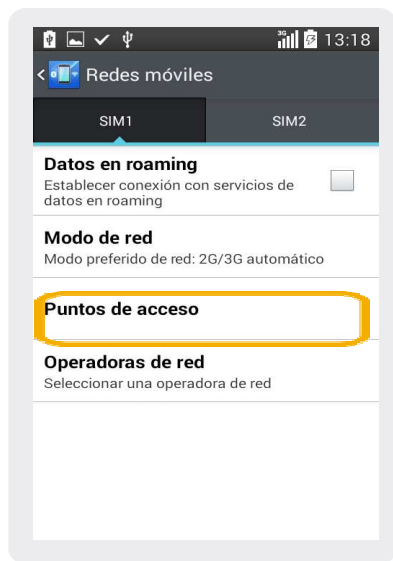 3G 13:18
< Redes móviles
SIM1 SIM2
Datos en roaming
Establecer conexión con servicios de
datos en roaming
Modo de red
Modo preferido de red: 2G/3G automático
Puntos de acceso
Operadoras de red
Seleccionar una operadora de red